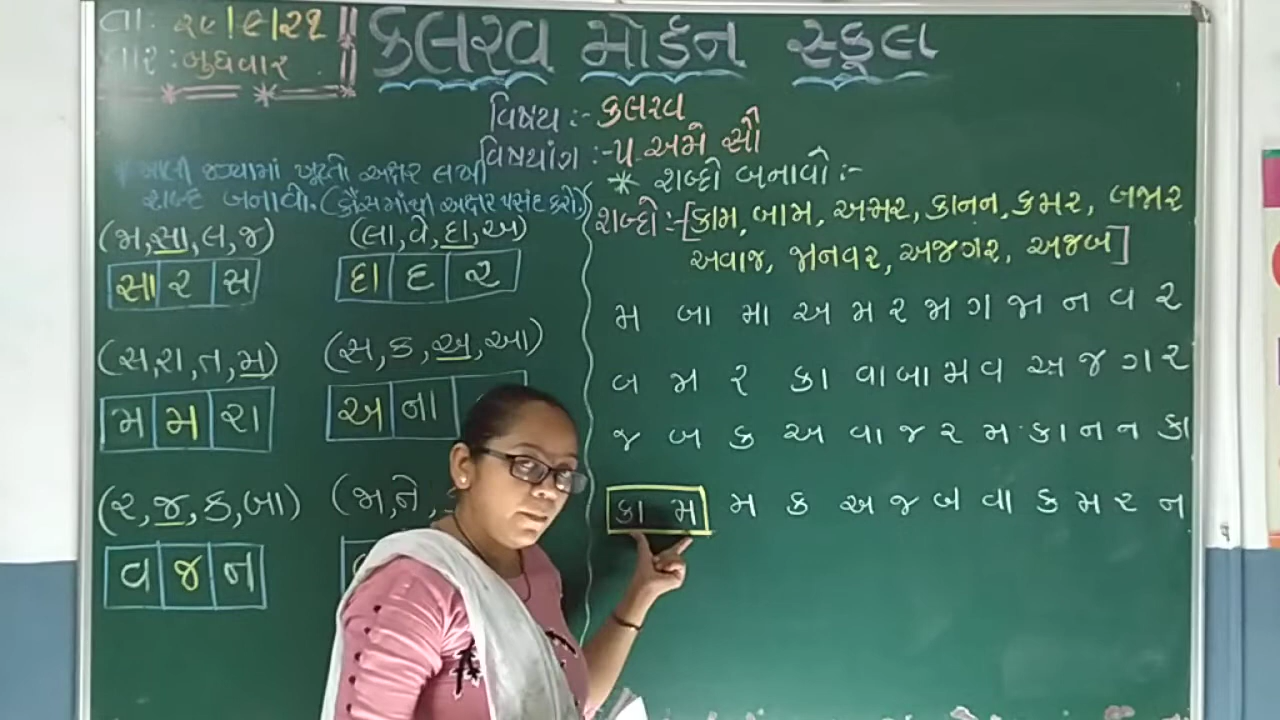 તા: ૨૯/૯/૨૧
વાર: બુધવાર
કલરવ મોર્ડન સ્કૂલ
વિષય:- કલરવ
વિષયાંગ:- ૫. અમે સૌ
* ખાલી જગ્યામાં ખૂટતો અક્ષર લખી
શબ્દ બનાવો. (કૌંસમાંથી અક્ષર પસંદ કરો.)
(મ, સા, લ, જ)
સા ર સ
(લા, વે, દા, અ)
દા દ ર
(સ, રા, ત, મ)
મ મ રા
(સ, ક, અ, આ)
અ ના
(ર, જ, ક, બા)
વ જ ન
(જા, ને,
* શબ્દો બનાવો:-
શબ્દો:-[કામ, બામ, અમર, કાનન, કમર, બજાર
અવાજ, જાનવર, અજગર, અજબ]
મ બા મા અ મ ર જા ગ જા ન વ ર
બ મ ર કા વા બા મ વ અ જ ગ ર
જ બ ક અ વા જ ર મ કા ન ન કા
કા મ મ ક અ જ બ વા ક મ ર ન